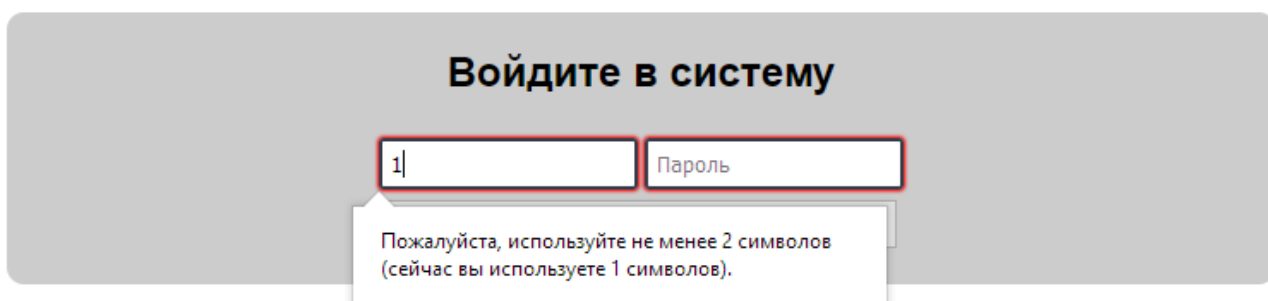 Войдите в систему
1
Пароль
Пожалуйста, используйте не менее 2 символов
(сейчас вы используете 1 символов).